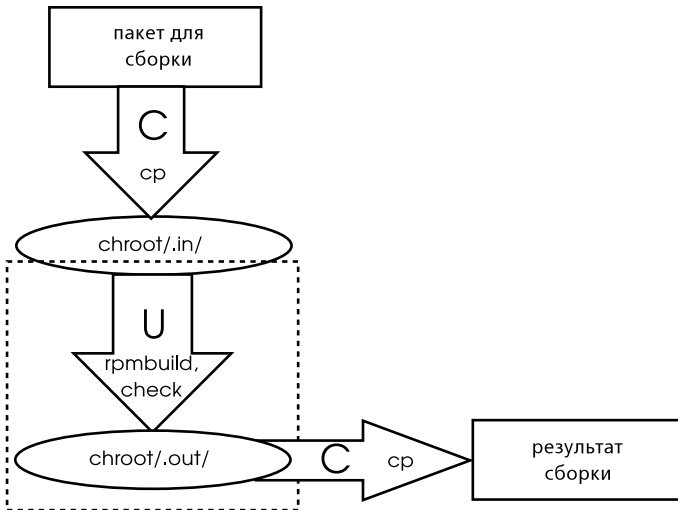 пакет для
сборки
C
cp
chroot/.in/
U
rpmbuild,
check
chroot/.out/
C
cp
результат
сборки